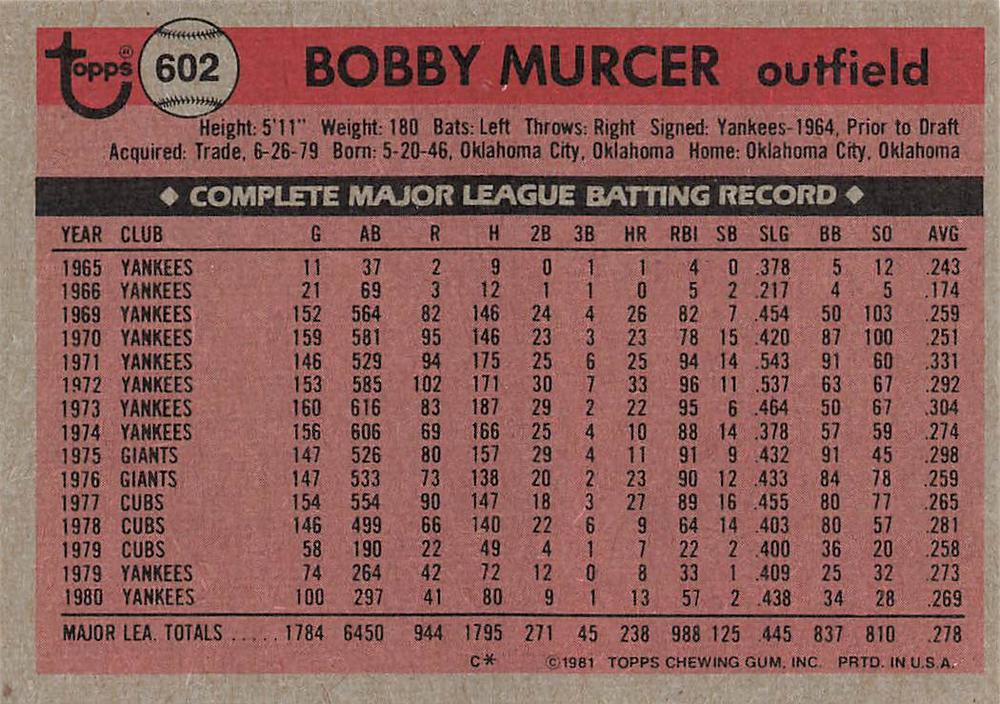 Topps® 602 BOBBY MURCER outfield
Height: 5'11" Weight: 180 Bats: Left Throws: Right Signed: Yankees-1964, Prior to Draft
Acquired: Trade, 6-26-79 Born: 5-20-46, Oklahoma City, Oklahoma Home: Oklahoma City, Oklahoma
◆ COMPLETE MAJOR LEAGUE BATTING RECORD ◆
YEAR CLUB G AB R H 2B 3B HR RBI SB SLG BB SO AVG
1965 YANKEES 11 37 2 9 0 1 1 4 0 .378 5 12 .243
1966 YANKEES 21 69 3 12 1 1 0 5 2 .217 4 5 .174
1969 YANKEES 152 564 82 146 24 4 26 82 7 .454 50 103 .259
1970 YANKEES 159 581 95 146 23 3 23 78 15 .420 87 100 .251
1971 YANKEES 146 529 94 175 25 6 25 94 14 .543 91 60 .331
1972 YANKEES 153 585 102 171 30 7 33 96 11 .537 63 67 .292
1973 YANKEES 160 616 83 187 29 2 22 95 6 .464 50 67 .304
1974 YANKEES 156 606 69 166 25 4 10 88 14 .378 57 59 .274
1975 GIANTS 147 526 80 157 29 4 11 91 9 .432 91 45 .298
1976 GIANTS 147 533 73 138 20 2 23 90 12 .433 84 78 .259
1977 CUBS 154 554 90 147 18 3 27 89 16 .455 80 77 .265
1978 CUBS 146 499 66 140 22 6 9 64 14 .403 80 57 .281
1979 CUBS 58 190 22 49 4 1 7 22 2 .400 36 20 .258
1979 YANKEES 74 264 42 72 12 0 8 33 1 .409 25 32 .273
1980 YANKEES 100 297 41 80 9 1 13 57 2 .438 34 28 .269
MAJOR LEA. TOTALS ..... 1784 6450 944 1795 271 45 238 988 125 .445 837 810 .278
C* ©1981 TOPPS CHEWING GUM, INC. PRTD. IN U.S.A.